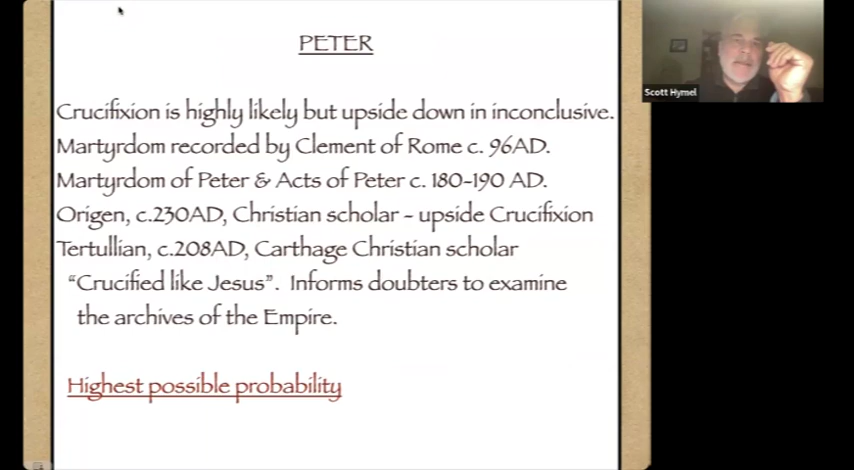 PETER
Scott Hymel
Crucifixion is highly likely but upside down in inconclusive.
Martyrdom recorded by Clement of Rome c. 96AD.
Martyrdom of Peter & Acts of Peter c. 180-190 AD.
Origen, c.230AD, Christian scholar - upside Crucifixion
Tertullian, c.208AD, Carthage Christian scholar
"Crucified like Jesus". Informs doubters to examine
the archives of the Empire.
Highest possible probability